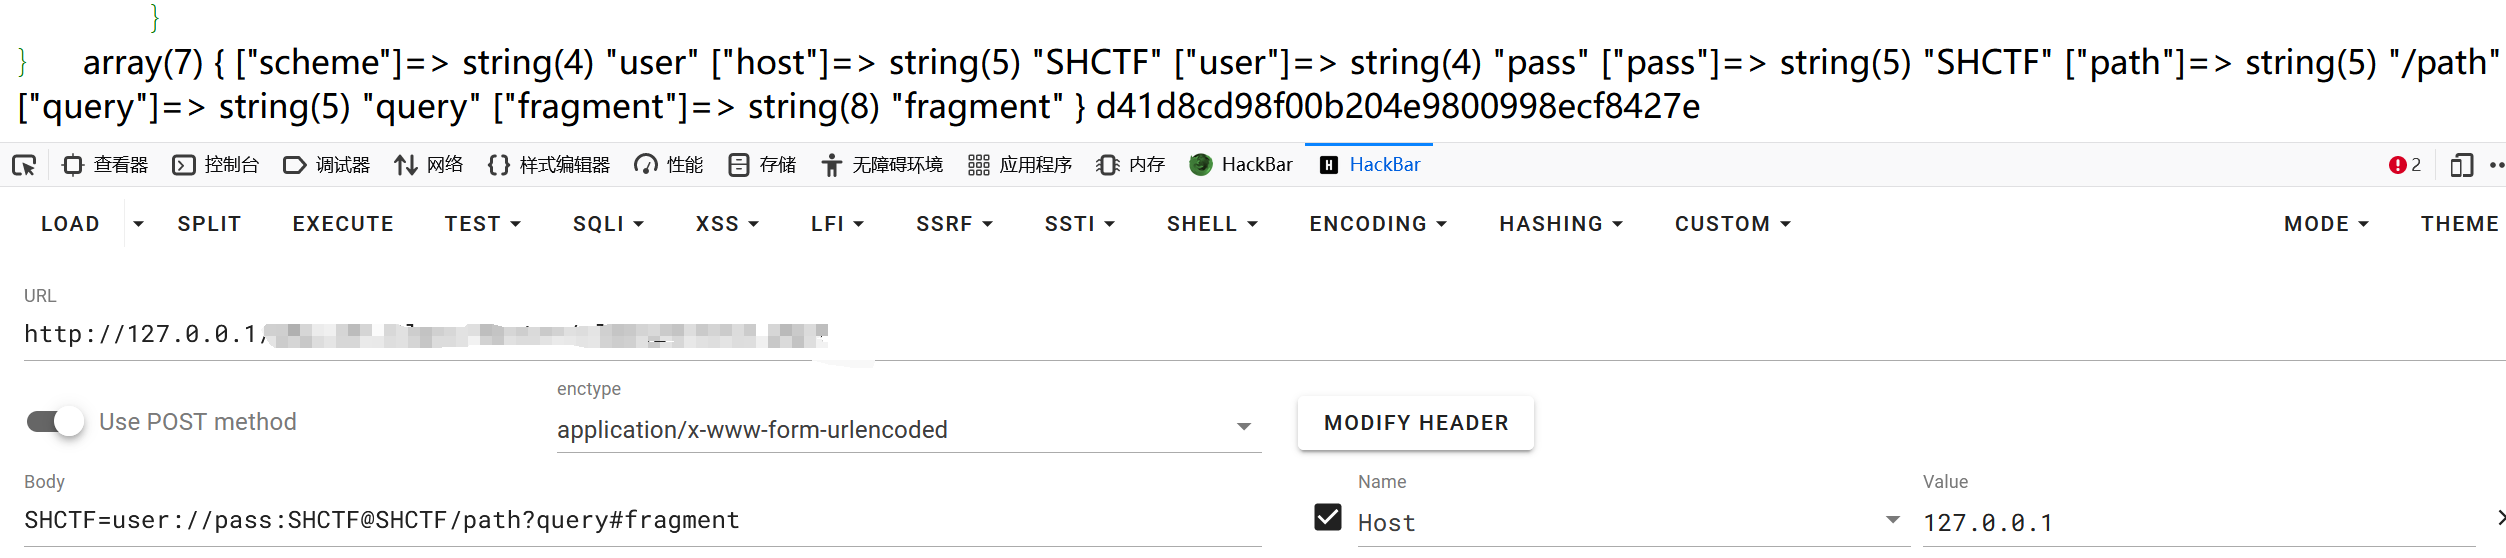 }
} array(7) { ["scheme"]=> string(4) "user" ["host"]=> string(5) "SHCTF" ["user"]=> string(4) "pass" ["pass"]=> string(5) "SHCTF" ["path"]=> string(5) "/path"
["query"]=> string(5) "query" ["fragment"]=> string(8) "fragment" } d41d8cd98f00b204e9800998ecf8427e
查看器 控制台 调试器 网络 {} 样式编辑器 性能 存储 无障碍环境 应用程序 内存 HackBar H HackBar 2
LOAD SPLIT EXECUTE TEST SQLI XSS LFI SSRF SSTI SHELL ENCODING HASHING CUSTOM MODE THEME
URL
http://127.0.0.1/
enctype
Use POST method application/x-www-form-urlencoded MODIFY HEADER
Body Name Value
SHCTF=user://pass:SHCTF@SHCTF/path?query#fragment Host 127.0.0.1